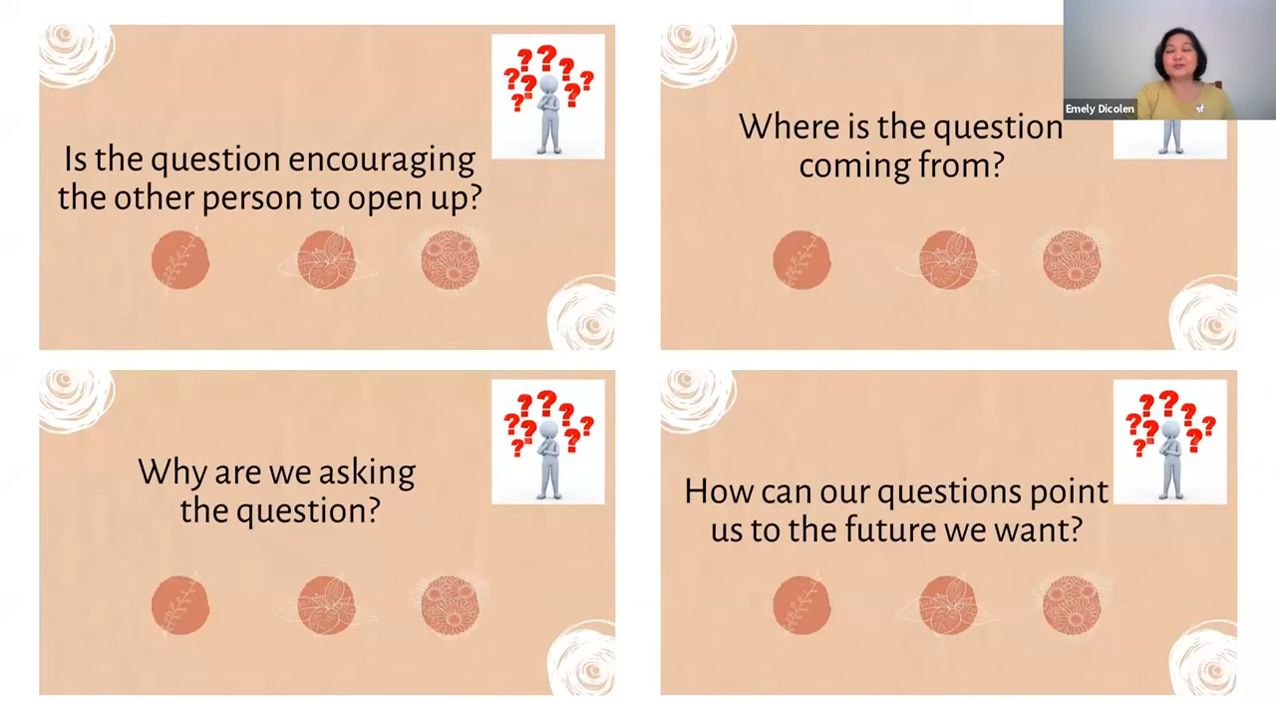 Is the question encouraging
the other person to open up?
Where is the question
coming from?
Emely Dicolen
Why are we asking
the question?
How can our questions point
us to the future we want?